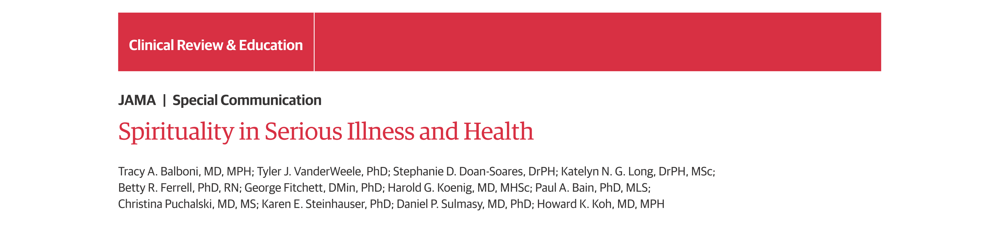 Clinical Review & Education
JAMA | Special Communication
Spirituality in Serious Illness and Health
Tracy A. Balboni, MD, MPH; Tyler J. VanderWeele, PhD; Stephanie D. Doan-Soares, DrPH; Katelyn N. G. Long, DrPH, MSc;
Betty R. Ferrell, PhD, RN; George Fitchett, DMin, PhD; Harold G. Koenig, MD, MHSc; Paul A. Bain, PhD, MLS;
Christina Puchalski, MD, MS; Karen E. Steinhauser, PhD; Daniel P. Sulmasy, MD, PhD; Howard K. Koh, MD, MPH